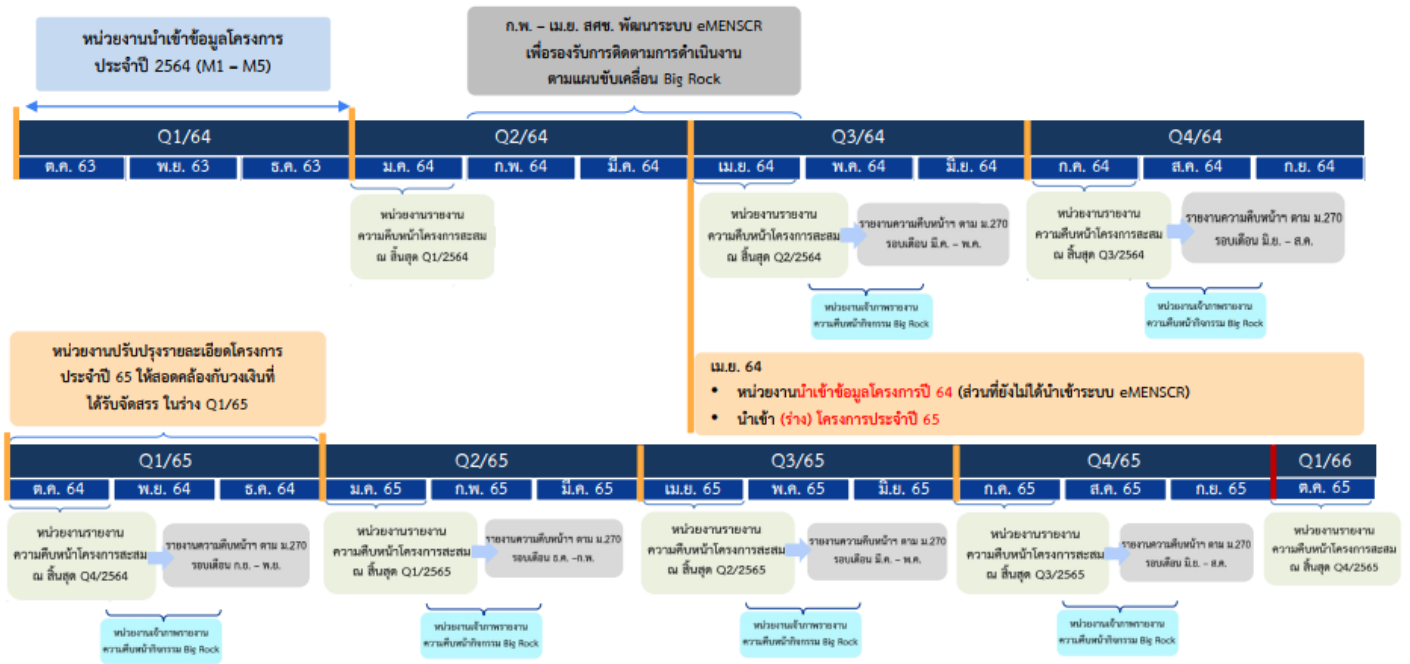 หน่วยงานนำเข้าข้อมูลโครงการ
ประจำปี 2564 (M1 – M5)
ก.พ. – เม.ย. สศช. พัฒนาระบบ eMENSCR
เพื่อรองรับการติดตามการดำเนินงาน
ตามแผนขับเคลื่อน Big Rock
Q1/64 Q2/64 Q3/64 Q4/64
ต.ค. 63 พ.ย. 63 ธ.ค. 63 ม.ค. 64 ก.พ. 64 มี.ค. 64 เม.ย. 64 พ.ค. 64 มิ.ย. 64 ก.ค. 64 ส.ค. 64 ก.ย. 64
หน่วยงานรายงาน
ความคืบหน้าโครงการสะสม
ณ สิ้นสุด Q1/2564
หน่วยงานรายงาน
ความคืบหน้าโครงการสะสม
ณ สิ้นสุด Q2/2564
รายงานความคืบหน้าฯ ตาม ม.270
รอบเดือน มี.ค. – พ.ค.
หน่วยงานเจ้าภาพรายงาน
ความคืบหน้ากิจกรรม Big Rock
หน่วยงานรายงาน
ความคืบหน้าโครงการสะสม
ณ สิ้นสุด Q3/2564
รายงานความคืบหน้าฯ ตาม ม.270
รอบเดือน มิ.ย. – ส.ค.
หน่วยงานเจ้าภาพรายงาน
ความคืบหน้ากิจกรรม Big Rock
หน่วยงานปรับปรุงรายละเอียดโครงการ
ประจำปี 65 ให้สอดคล้องกับวงเงินที่
ได้รับจัดสรร ในร่าง Q1/65
เม.ย. 64
• หน่วยงานนำเข้าข้อมูลโครงการปี 64 (ส่วนที่ยังไม่ได้นำเข้าระบบ eMENSCR)
• นำเข้า (ร่าง) โครงการประจำปี 65
Q1/65 Q2/65 Q3/65 Q4/65 Q1/66
ต.ค. 64 พ.ย. 64 ธ.ค. 64 ม.ค. 65 ก.พ. 65 มี.ค. 65 เม.ย. 65 พ.ค. 65 มิ.ย. 65 ก.ค. 65 ส.ค. 65 ก.ย. 65 ต.ค. 65
หน่วยงานรายงาน
ความคืบหน้าโครงการสะสม
ณ สิ้นสุด Q4/2564
รายงานความคืบหน้าฯ ตาม ม.270
รอบเดือน ก.ย. – พ.ย.
หน่วยงานเจ้าภาพรายงาน
ความคืบหน้ากิจกรรม Big Rock
หน่วยงานรายงาน
ความคืบหน้าโครงการสะสม
ณ สิ้นสุด Q1/2565
รายงานความคืบหน้าฯ ตาม ม.270
รอบเดือน ธ.ค. –ก.พ.
หน่วยงานเจ้าภาพรายงาน
ความคืบหน้ากิจกรรม Big Rock
หน่วยงานรายงาน
ความคืบหน้าโครงการสะสม
ณ สิ้นสุด Q2/2565
รายงานความคืบหน้าฯ ตาม ม.270
รอบเดือน มี.ค. – พ.ค.
หน่วยงานเจ้าภาพรายงาน
ความคืบหน้ากิจกรรม Big Rock
หน่วยงานรายงาน
ความคืบหน้าโครงการสะสม
ณ สิ้นสุด Q3/2565
รายงานความคืบหน้าฯ ตาม ม.270
รอบเดือน มิ.ย. – ส.ค.
หน่วยงานเจ้าภาพรายงาน
ความคืบหน้ากิจกรรม Big Rock
หน่วยงานรายงาน
ความคืบหน้าโครงการสะสม
ณ สิ้นสุด Q4/2565